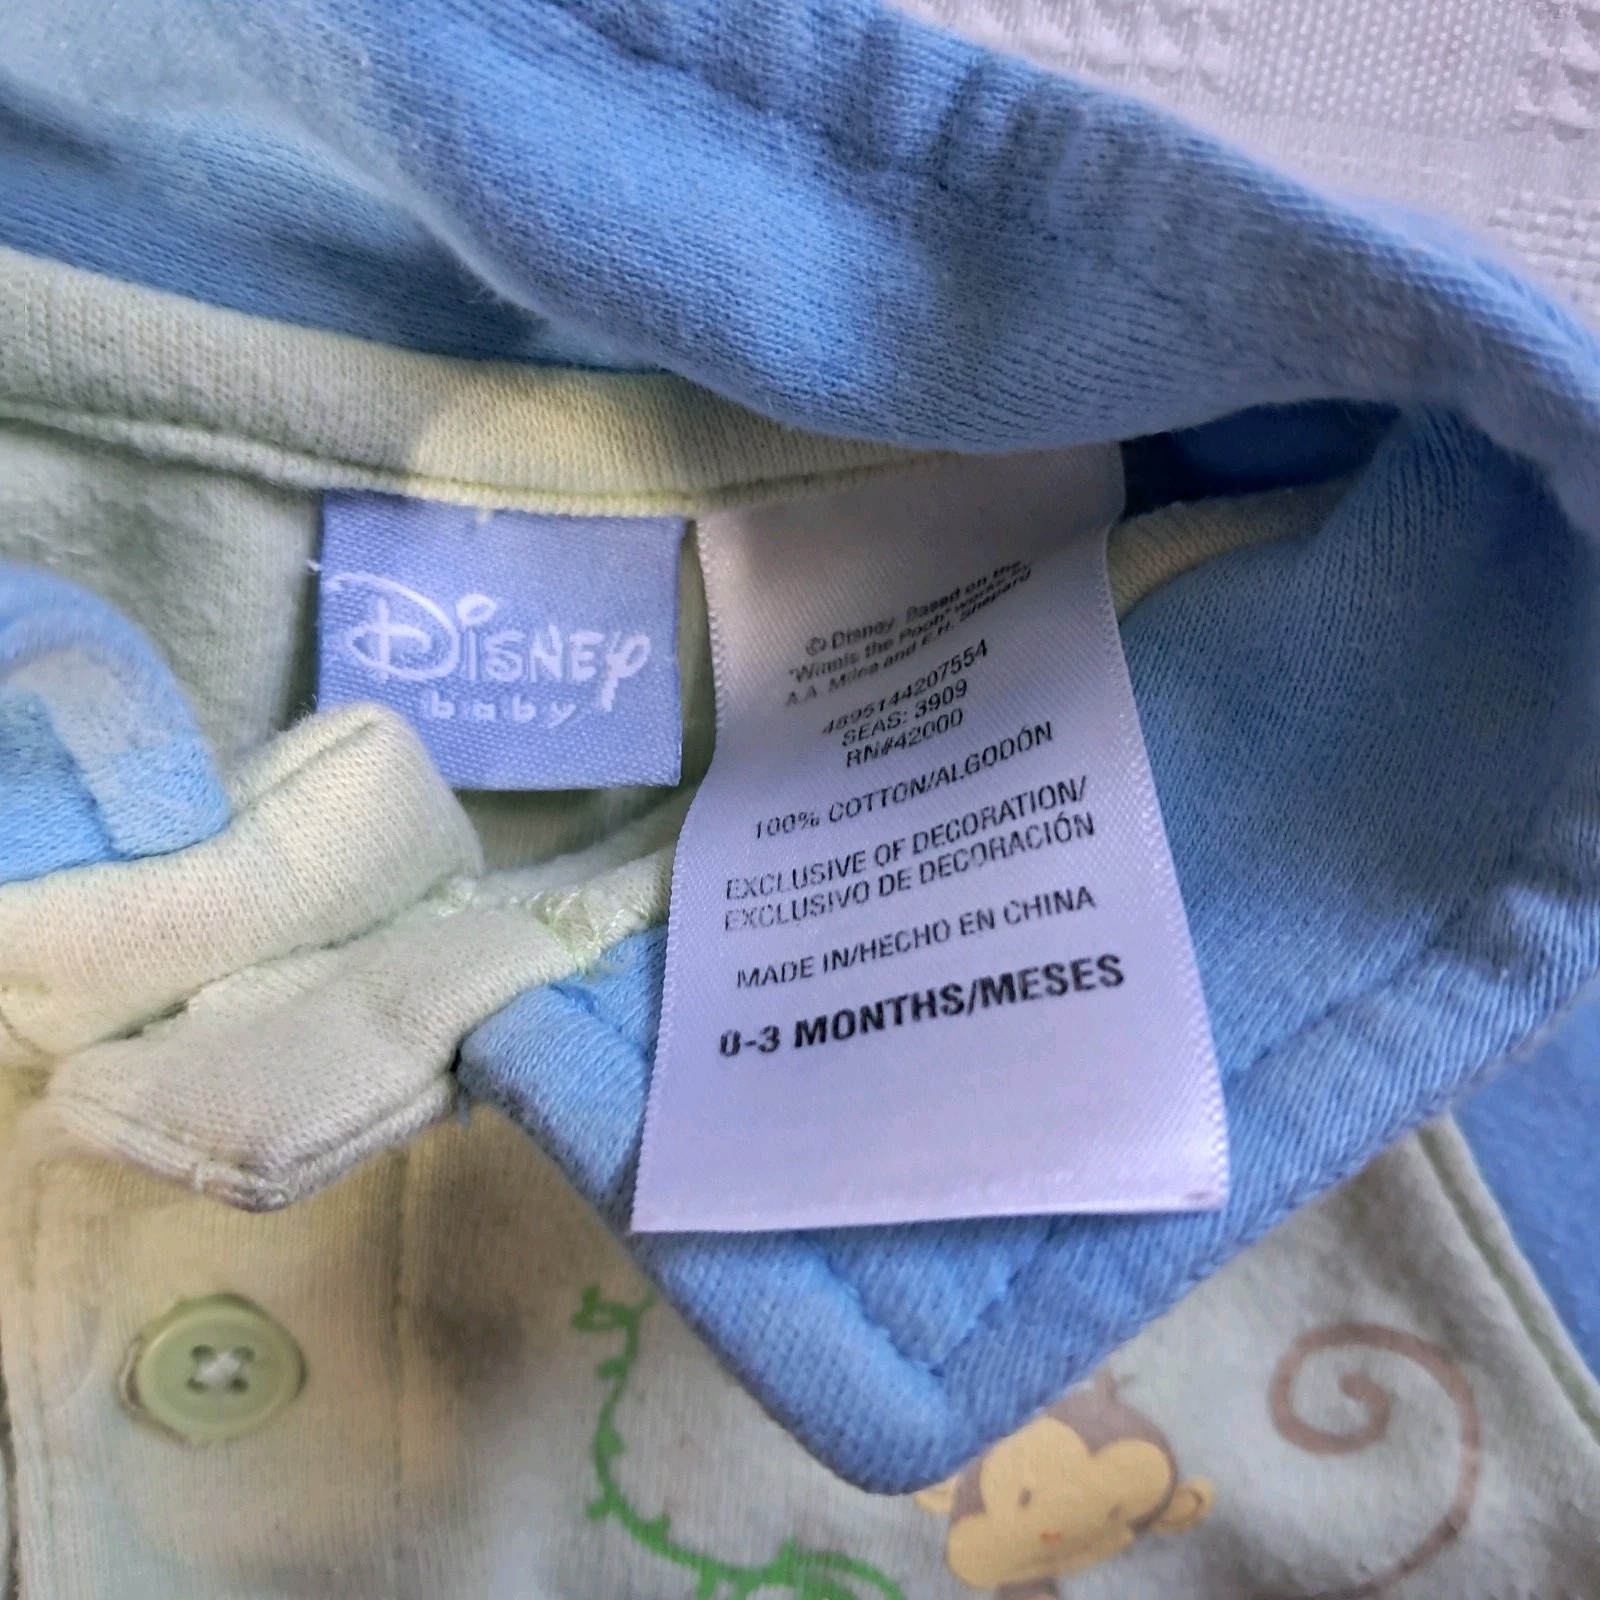 Disney
baby
© Disney. Based on the
"Winnie the Pooh" works by
A.A. Milne and E.H. Shepard
4895144207554
SEAS: 3909
RN#42000
100% COTTON/ALGODÓN
EXCLUSIVE OF DECORATION/
EXCLUSIVO DE DECORACIÓN
MADE IN/HECHO EN CHINA
0-3 MONTHS/MESES